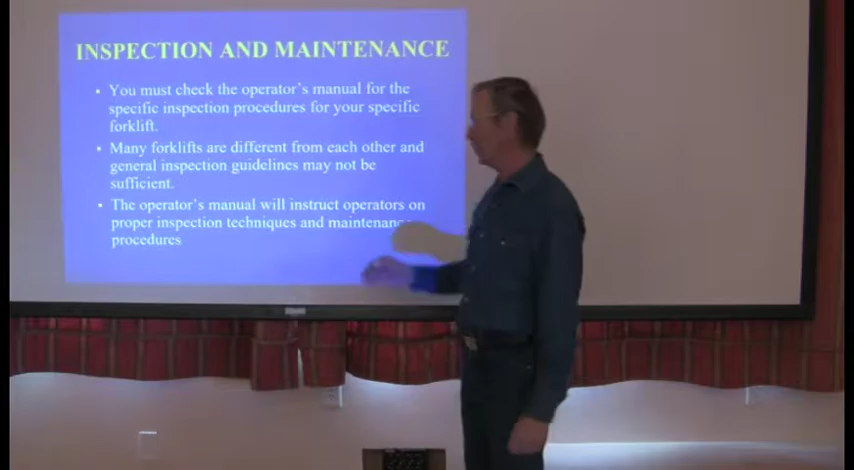 INSPECTION AND MAINTENANCE
• You must check the operator's manual for the
specific inspection procedures for your specific
forklift.
• Many forklifts are different from each other and
general inspection guidelines may not be
sufficient.
• The operator's manual will instruct operators on
proper inspection techniques and maintenance
procedures